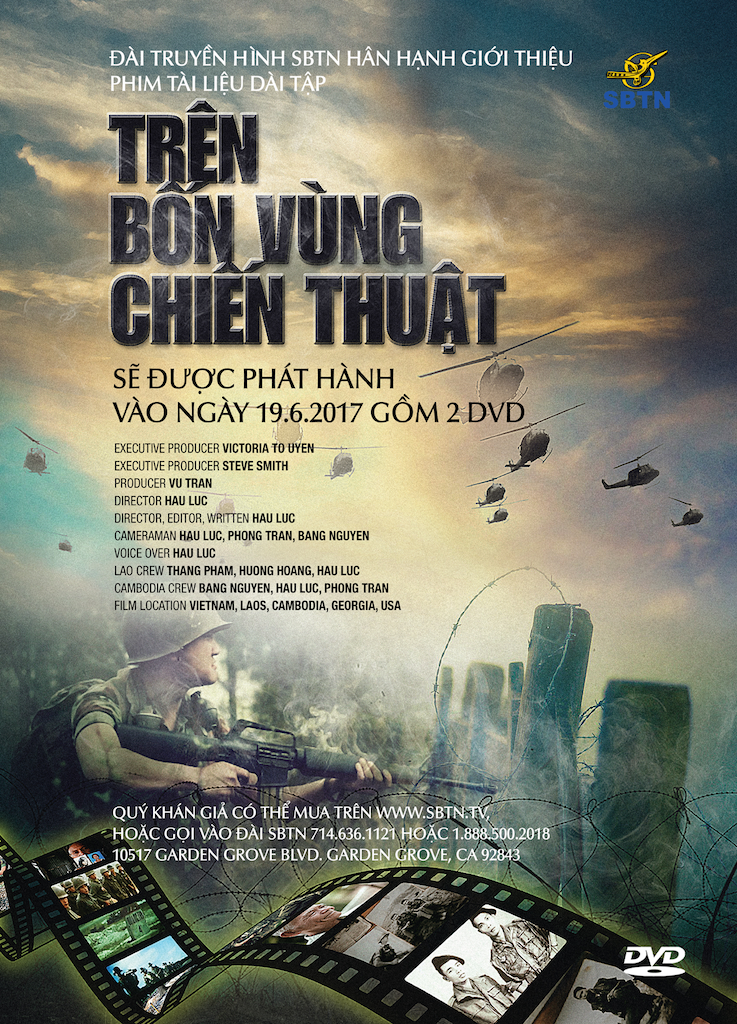 ĐÀI TRUYỀN HÌNH SBTN HÂN HẠNH GIỚI THIỆU
PHIM TÀI LIỆU DÀI TẬP
SBTN
TRÊN
BỐN VÙNG
CHIẾN THUẬT
SẼ ĐƯỢC PHÁT HÀNH
VÀO NGÀY 19.6.2017 GỒM 2 DVD
EXECUTIVE PRODUCER VICTORIA TO UYEN
EXECUTIVE PRODUCER STEVE SMITH
PRODUCER VU TRAN
DIRECTOR HAU LUC
DIRECTOR, EDITOR, WRITTEN HAU LUC
CAMERAMAN HAU LUC, PHONG TRAN, BANG NGUYEN
VOICE OVER HAU LUC
LAO CREW THANG PHAM, HUONG HOANG, HAU LUC
CAMBODIA CREW BANG NGUYEN, HAU LUC, PHONG TRAN
FILM LOCATION VIETNAM, LAOS, CAMBODIA, GEORGIA, USA
QUÝ KHÁN GIẢ CÓ THỂ MUA TRÊN WWW.SBTN.TV,
HOẶC GỌI VÀO ĐÀI SBTN 714.636.1121 HOẶC 1.888.500.2018
10517 GARDEN GROVE BLVD. GARDEN GROVE, CA 92843
DVD